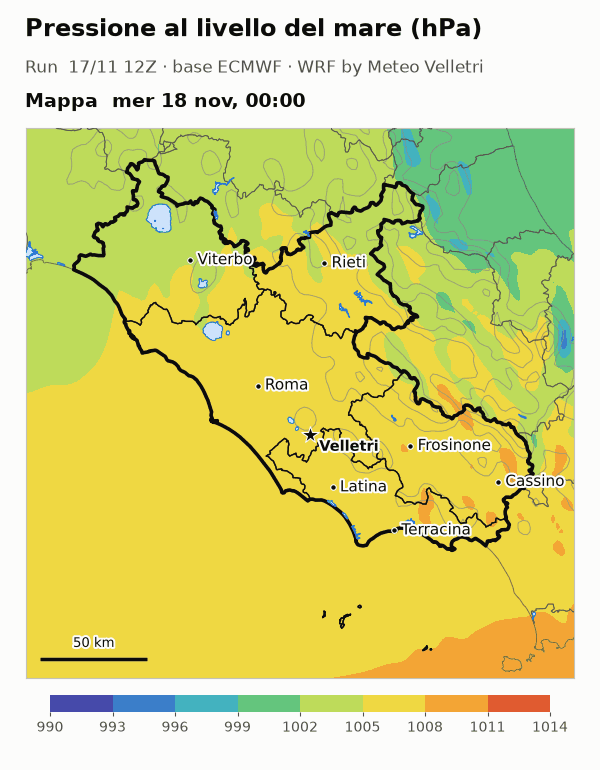 Pressione al livello del mare (hPa)
Run  17/11 12Z · base ECMWF · WRF by Meteo Velletri
Mappa  mer 18 nov, 00:00
Viterbo
Rieti
Roma
Velletri
Frosinone
Cassino
Latina
Terracina
50 km
990 993 996 999 1002 1005 1008 1011 1014